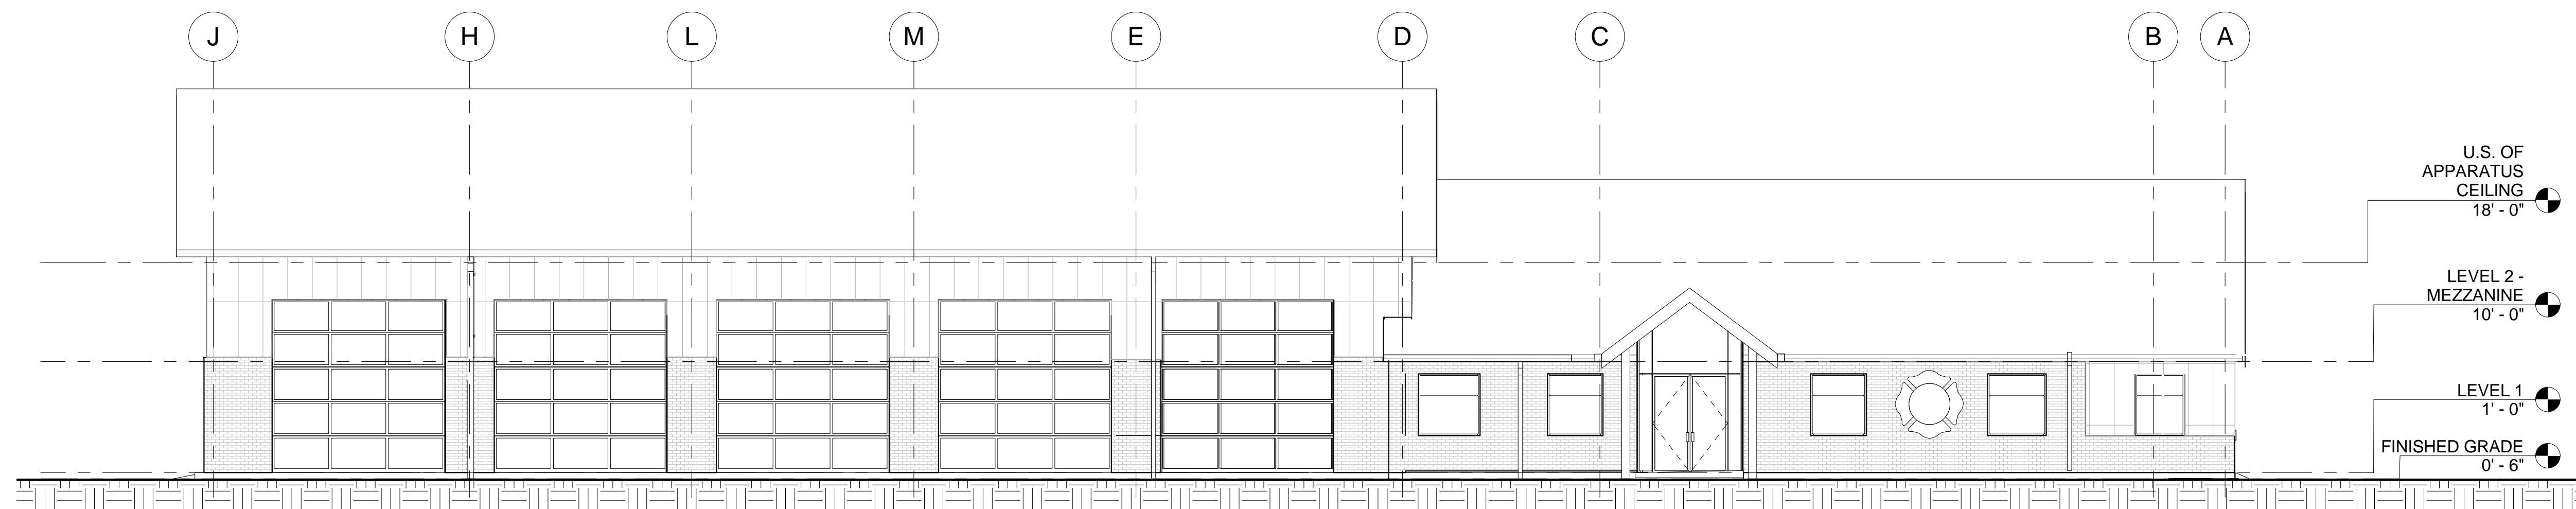 J
H
L
M
E
D
C
B
A
U.S. OF
APPARATUS
CEILING
18' - 0"
LEVEL 2 -
MEZZANINE
10' - 0"
LEVEL 1
1' - 0"
FINISHED GRADE
0' - 6"